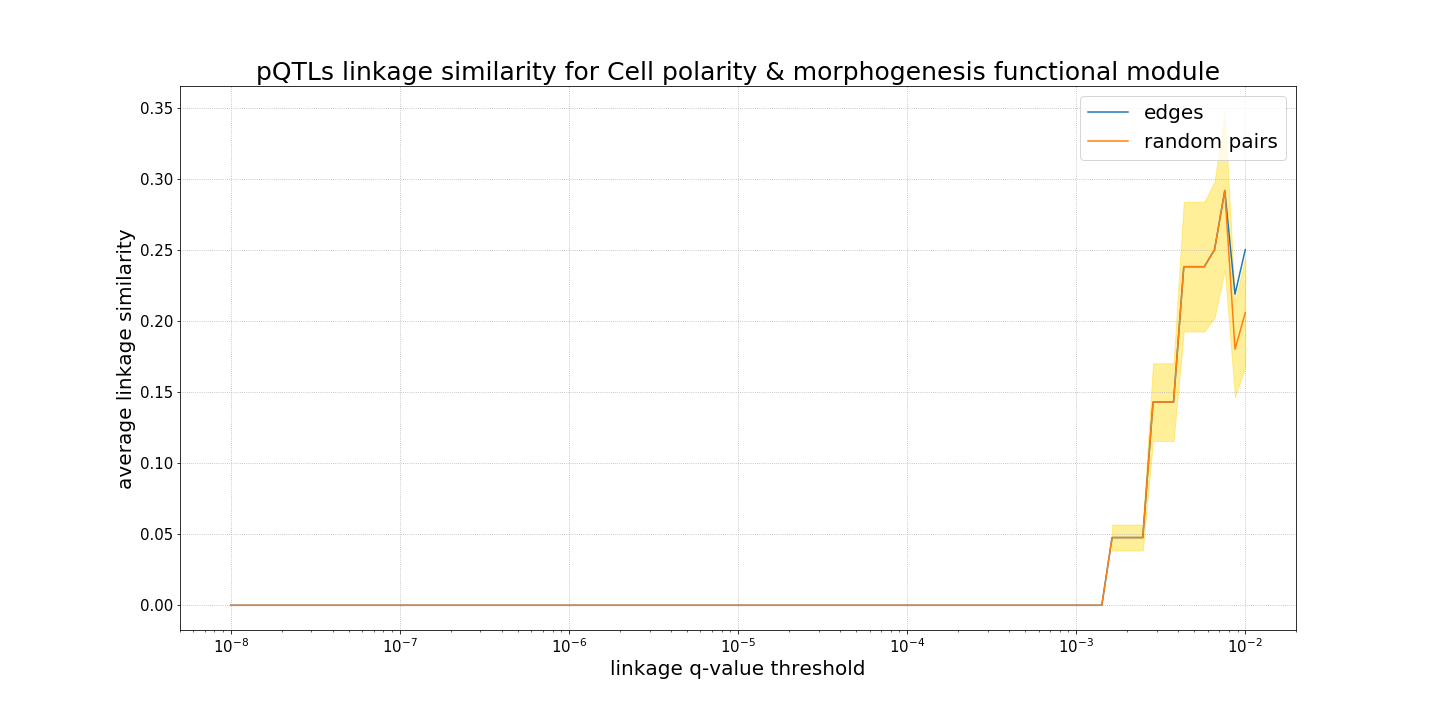 pQTLs linkage similarity for Cell polarity & morphogenesis functional module
edges
random pairs
0.35
0.30
0.25
0.20
0.15
0.10
0.05
0.00
average linkage similarity
10⁻⁸ 10⁻⁷ 10⁻⁶ 10⁻⁵ 10⁻⁴ 10⁻³ 10⁻²
linkage q-value threshold